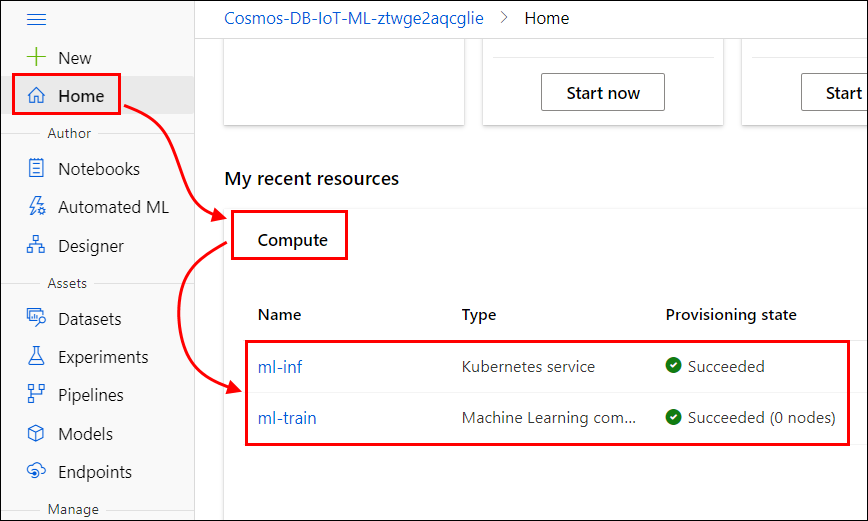 Cosmos-DB-IoT-ML-ztwge2aqcglie > Home
New
Home
Author
Notebooks
Automated ML
Designer
Assets
Datasets
Experiments
Pipelines
Models
Endpoints
Manage
Start now
Start
My recent resources
Compute
Name Type Provisioning state
ml-inf Kubernetes service Succeeded
ml-train Machine Learning com... Succeeded (0 nodes)